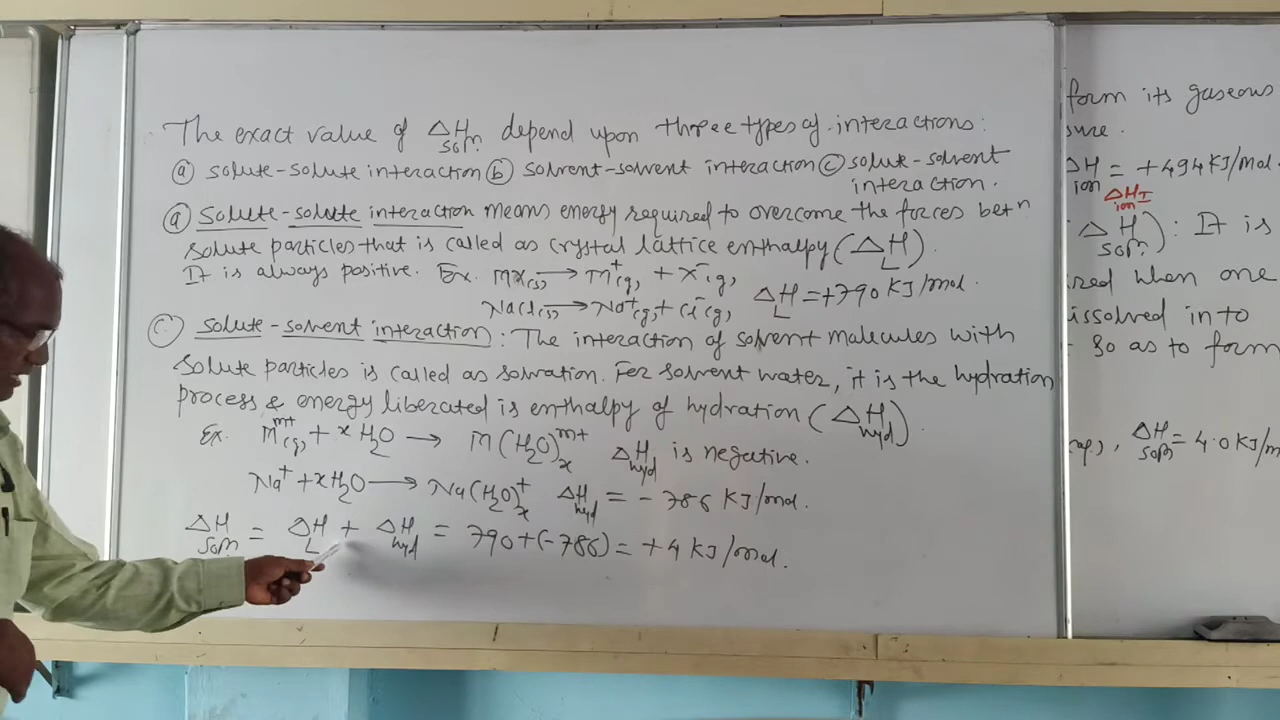 The exact value of ΔH soln depend upon three types of interactions:
ⓐ solute-solute interaction ⓑ solvent-solvent interaction ⓒ solute-solvent
interaction.
ⓐ Solute-solute interaction means energy required to overcome the forces betn
solute particles that is called as crystal lattice enthalpy (ΔH L).
It is always positive. Ex. MX(s) → M+(g) + X-(g)
NaCl(s) → Na+(g) + Cl-(g) ΔH L = +790 KJ/mol.
ⓒ Solute-solvent interaction: The interaction of solvent molecules with
solute particles is called as solvation. For solvent water, it is the hydration
process & energy liberated is enthalpy of hydration (ΔH hyd).
Ex. M m+ (g) + x H2O → M(H2O)x m+ ΔH hyd is negative.
Na+ + xH2O → Na(H2O)x+ ΔH hyd = - 786 KJ/mol.
ΔH soln = ΔH L + ΔH hyd = 790 + (-786) = +4 KJ/mol.
form its gaseous
ΔH ion = +494 KJ/mol
ΔH ion I
ΔH soln): It is
when one
dissolved in to
so as to form
ΔH soln = 4.0 KJ/m